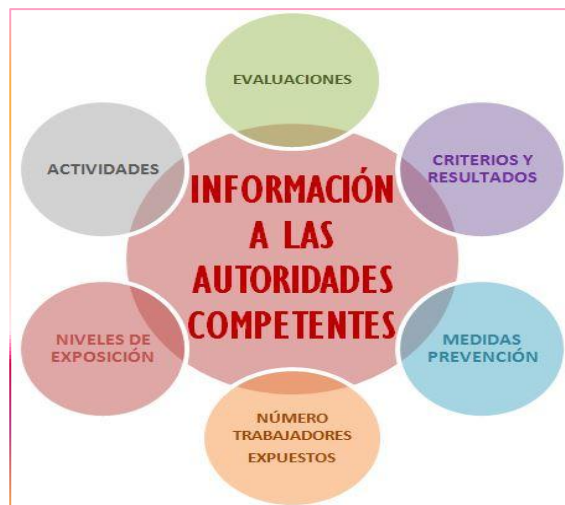 EVALUACIONES
ACTIVIDADES
CRITERIOS Y
RESULTADOS
INFORMACIÓN
A LAS
AUTORIDADES
COMPETENTES
NIVELES DE
EXPOSICIÓN
MEDIDAS
PREVENCIÓN
NÚMERO
TRABAJADORES
EXPUESTOS